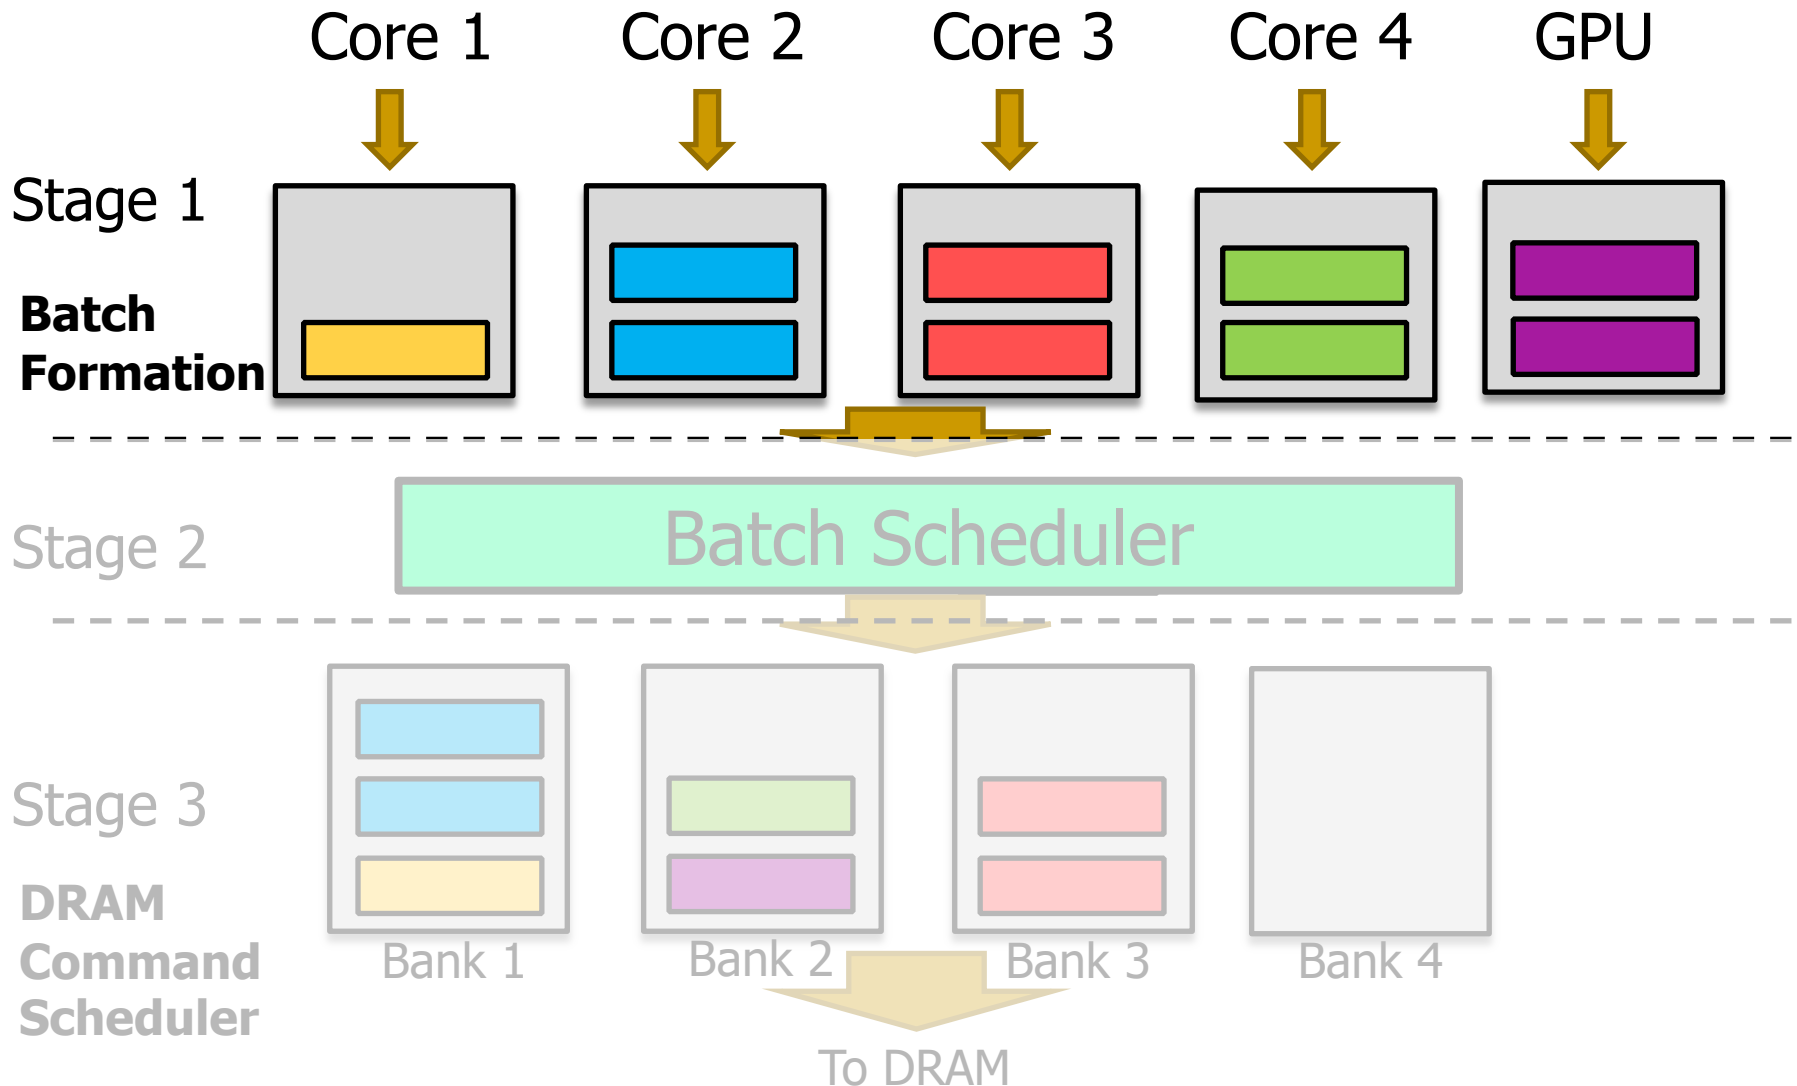 Core 1 Core 2 Core 3 Core 4 GPU
Stage 1
Batch
Formation
Stage 2
Batch Scheduler
Stage 3
DRAM
Command
Scheduler
Bank 1 Bank 2 Bank 3 Bank 4
To DRAM